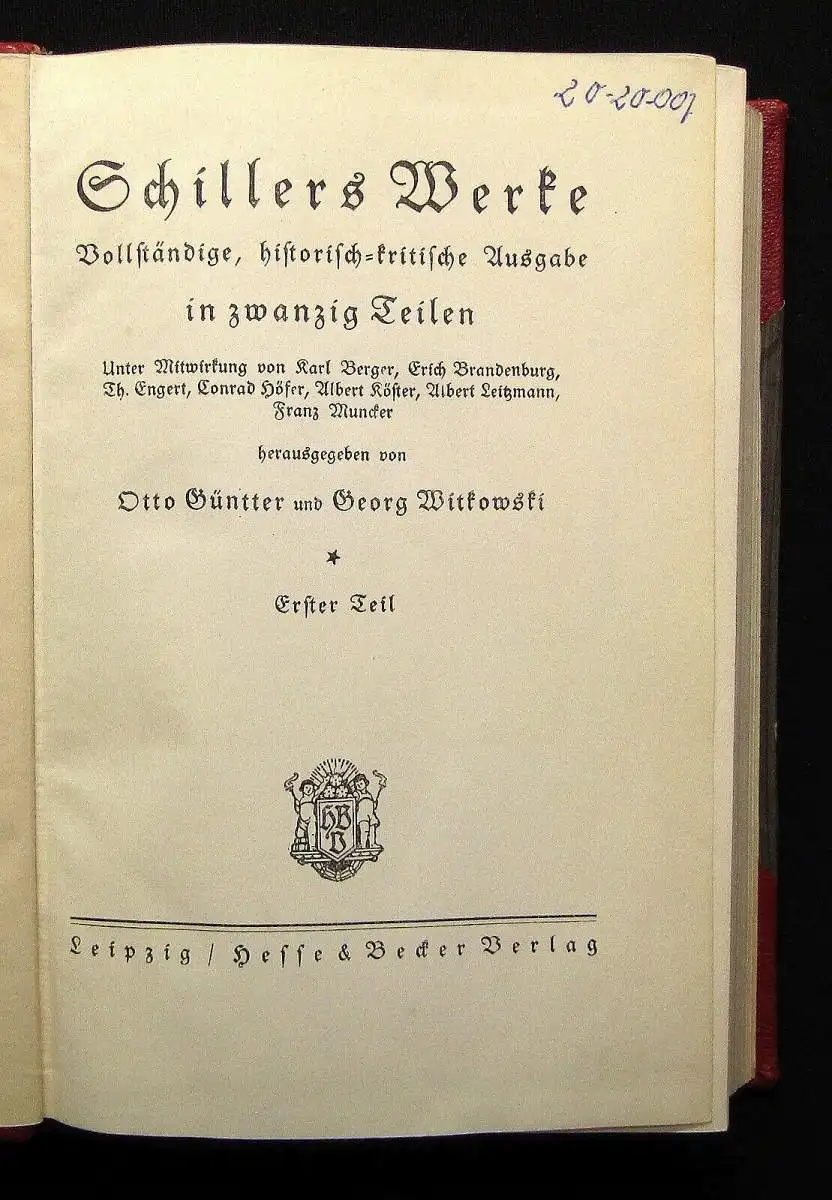 20-20-007
Schillers Werke
Vollſtändige, hiſtoriſch=kritiſche Ausgabe
in zwanzig Teilen
Unter Mitwirkung von Karl Berger, Erich Brandenburg,
Th. Engert, Conrad Höfer, Albert Köſter, Albert Leitzmann,
Franz Muncker
herausgegeben von
Otto Güntter und Georg Witkowski
Erſter Teil
HB
V
Leipzig / Heſſe & Becker Verlag